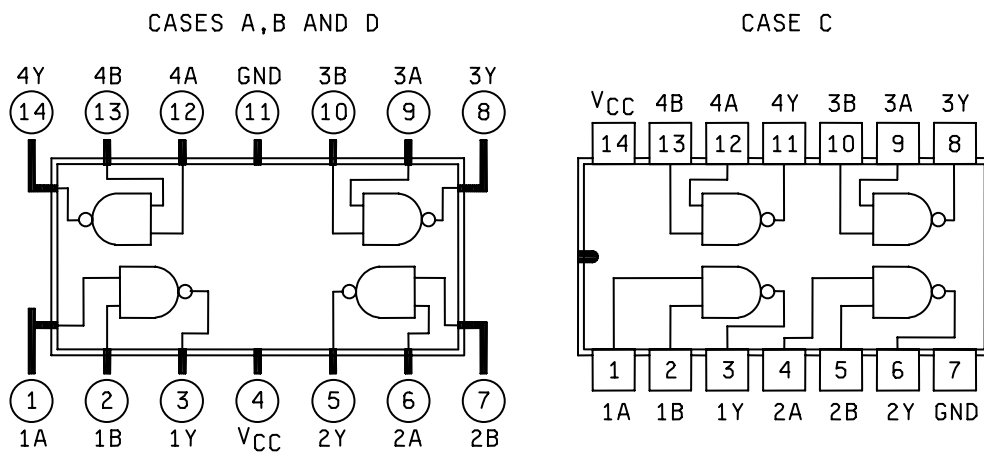 CASES A,B AND D
CASE C
4Y 4B 4A GND 3B 3A 3Y
14 13 12 11 10 9 8
1 2 3 4 5 6 7
1A 1B 1Y VCC 2Y 2A 2B
VCC 4B 4A 4Y 3B 3A 3Y
14 13 12 11 10 9 8
1 2 3 4 5 6 7
1A 1B 1Y 2A 2B 2Y GND